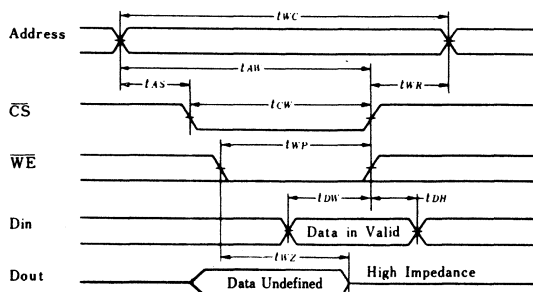 tWC
Address
tAW
tAS
tWR
CS
tCW
tWP
WE
tDW
tDH
Din
Data in Valid
tWZ
High Impedance
Dout
Data Undefined